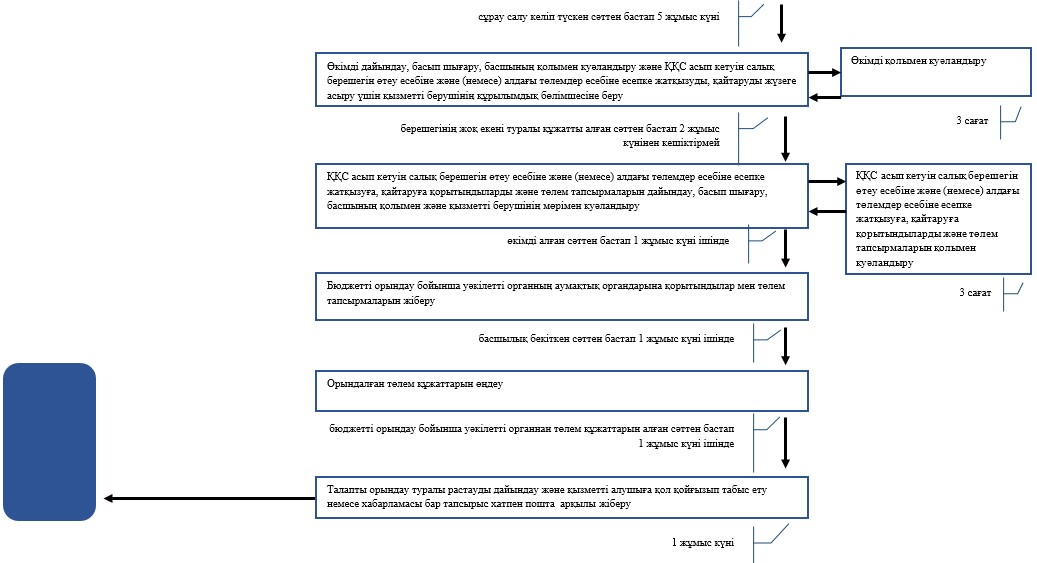 сұрау салу келіп түскен сәттен бастап 5 жұмыс күні
Өкімді дайындау, басып шығару, басшының қолымен куәландыру және ҚҚС асып кетуін салық
берешегін өтеу есебіне және (немесе) алдағы төлемдер есебіне есепке жатқызуды, қайтаруды жүзеге
асыру үшін қызметті берушінің құрылымдық бөлімшесіне беру
Өкімді қолымен куәландыру
3 сағат
берешегінің жоқ екені туралы құжатты алған сәттен бастап 2 жұмыс
күнінен кешіктірмей
ҚҚС асып кетуін салық берешегін өтеу есебіне және (немесе) алдағы төлемдер есебіне есепке
жатқызуға, қайтаруға қорытындыларды және төлем тапсырмаларын дайындау, басып шығару,
басшының қолымен және қызметті берушінің мөрімен куәландыру
ҚҚС асып кетуін салық берешегін
өтеу есебіне және (немесе) алдағы
төлемдер есебіне есепке
жатқызуға, қайтаруға
қорытындыларды және төлем
тапсырмаларын қолымен
куәландыру
3 сағат
өкімді алған сәттен бастап 1 жұмыс күні ішінде
Бюджетті орындау бойынша уәкілетті органның аумақтық органдарына қорытындылар мен төлем
тапсырмаларын жіберу
басшылық бекіткен сәттен бастап 1 жұмыс күні ішінде
Орындалған төлем құжаттарын өңдеу
бюджетті орындау бойынша уәкілетті органнан төлем құжаттарын алған сәттен бастап
1 жұмыс күні ішінде
Талапты орындау туралы растауды дайындау және қызметті алушыға қол қойғызып табыс ету
немесе хабарламасы бар тапсырыс хатпен пошта арқылы жіберу
1 жұмыс күні